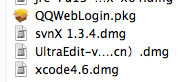 QQWebLogin.pkg
svnX 1.3.4.dmg
UltraEdit-v....cn）.dmg
xcode4.6.dmg